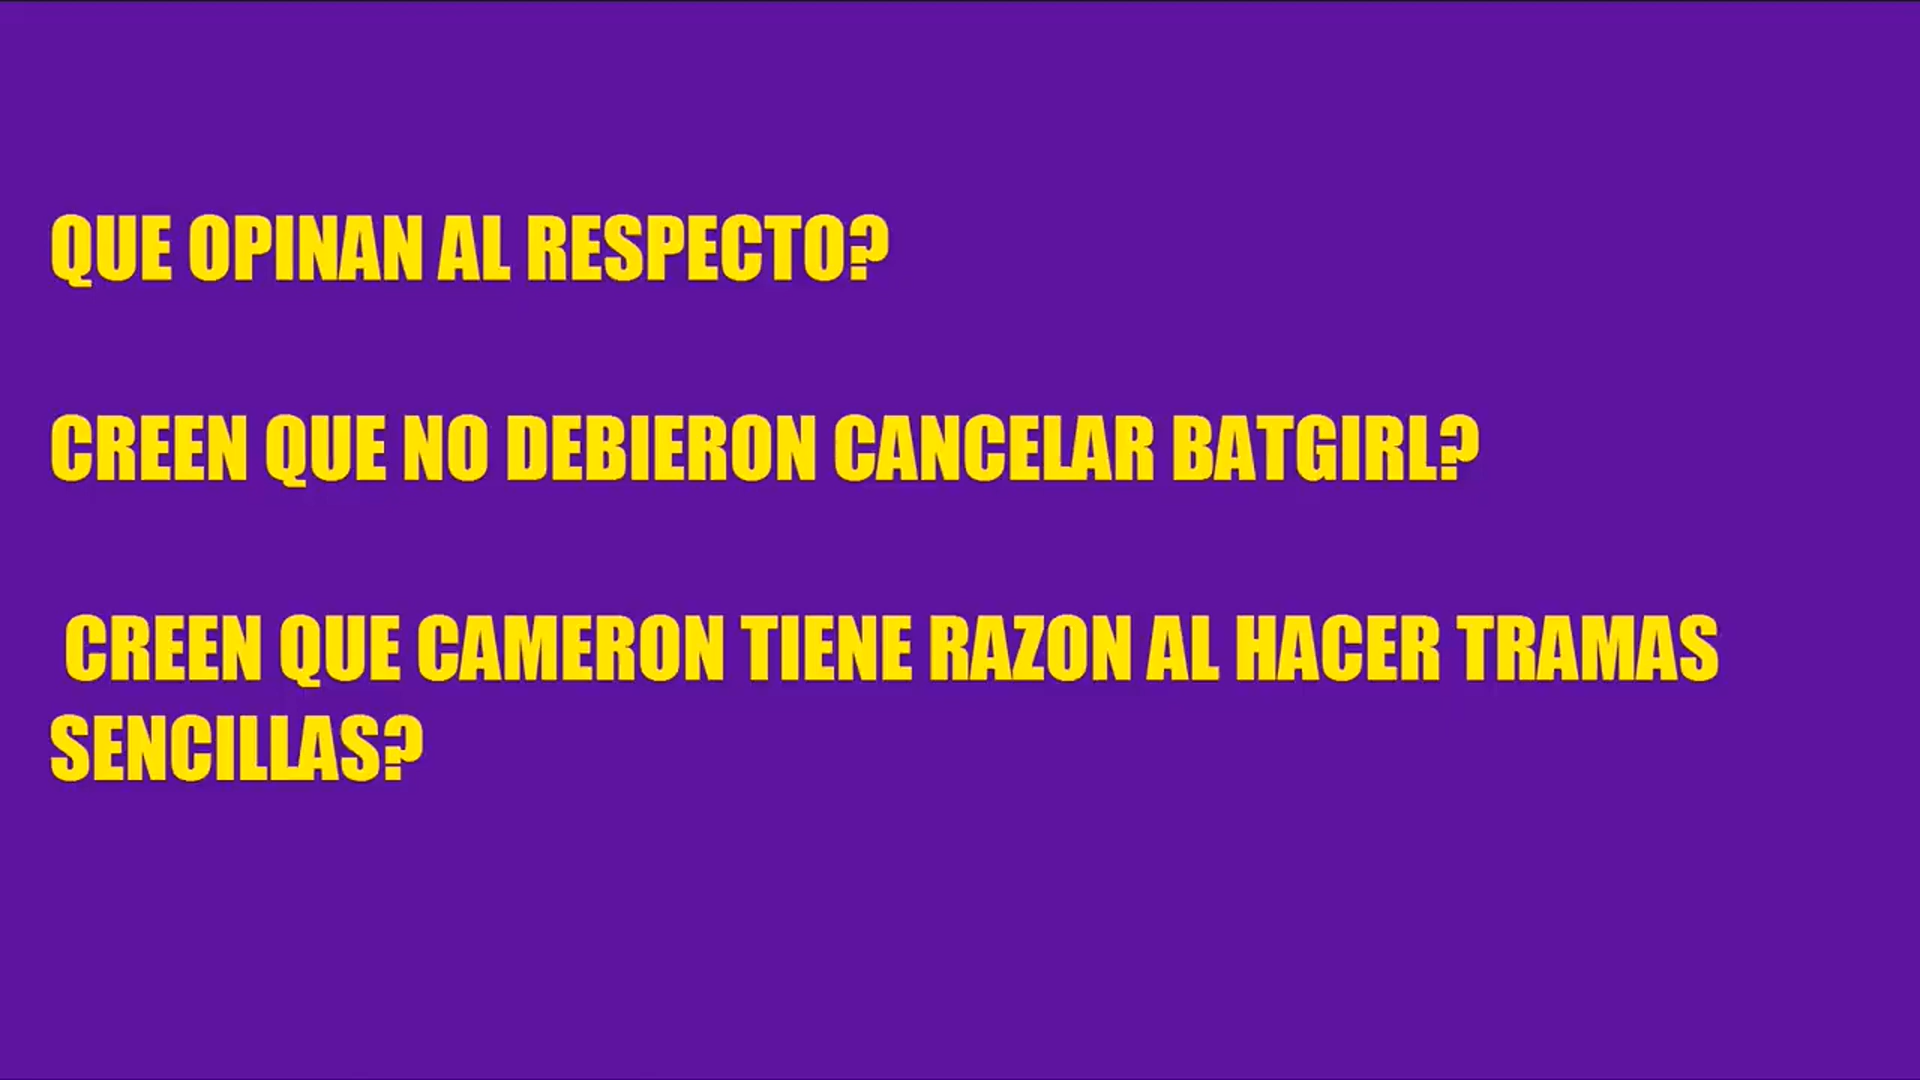 QUE OPINAN AL RESPECTO?
CREEN QUE NO DEBIERON CANCELAR BATGIRL?
CREEN QUE CAMERON TIENE RAZON AL HACER TRAMAS
SENCILLAS?